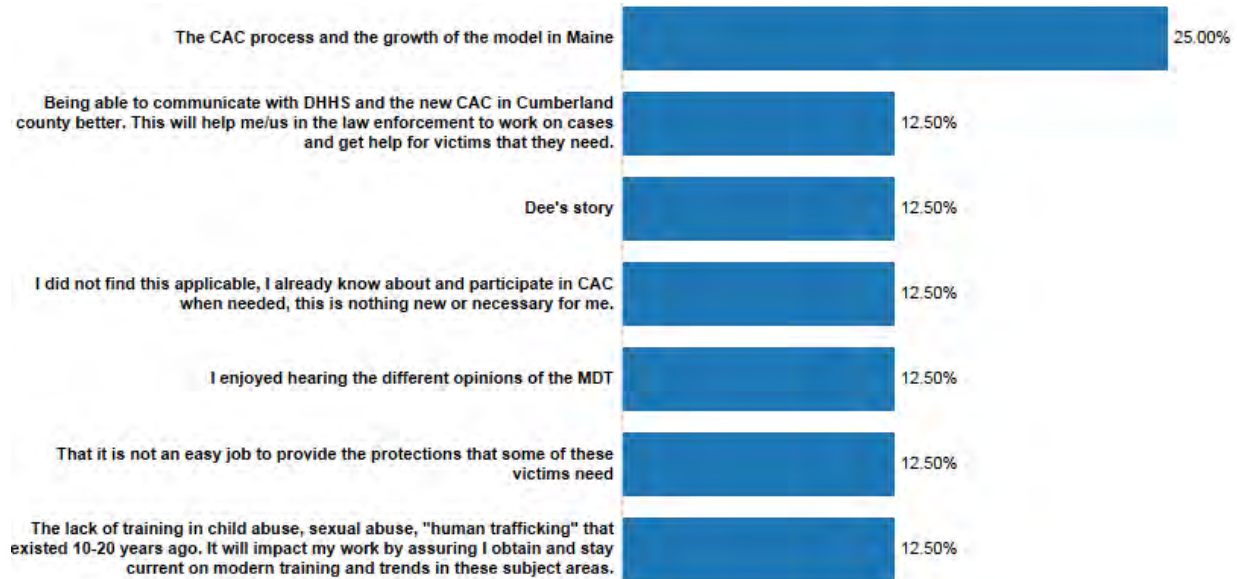 The CAC process and the growth of the model in Maine
25.00%
Being able to communicate with DHHS and the new CAC in Cumberland
county better. This will help me/us in the law enforcement to work on cases
and get help for victims that they need.
12.50%
Dee's story
12.50%
I did not find this applicable, I already know about and participate in CAC
when needed, this is nothing new or necessary for me.
12.50%
I enjoyed hearing the different opinions of the MDT
12.50%
That it is not an easy job to provide the protections that some of these
victims need
12.50%
The lack of training in child abuse, sexual abuse, "human trafficking" that
existed 10-20 years ago. It will impact my work by assuring I obtain and stay
current on modern training and trends in these subject areas.
12.50%